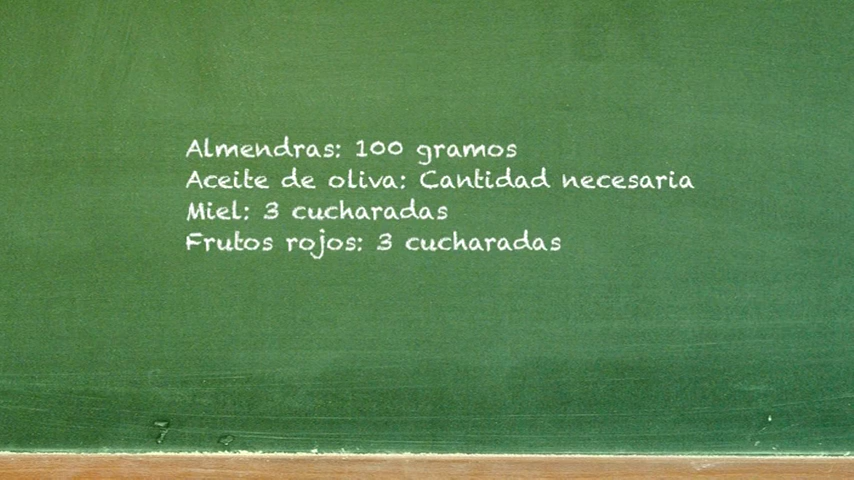 Almendras: 100 gramos
Aceite de oliva: Cantidad necesaria
Miel: 3 cucharadas
Frutos rojos: 3 cucharadas